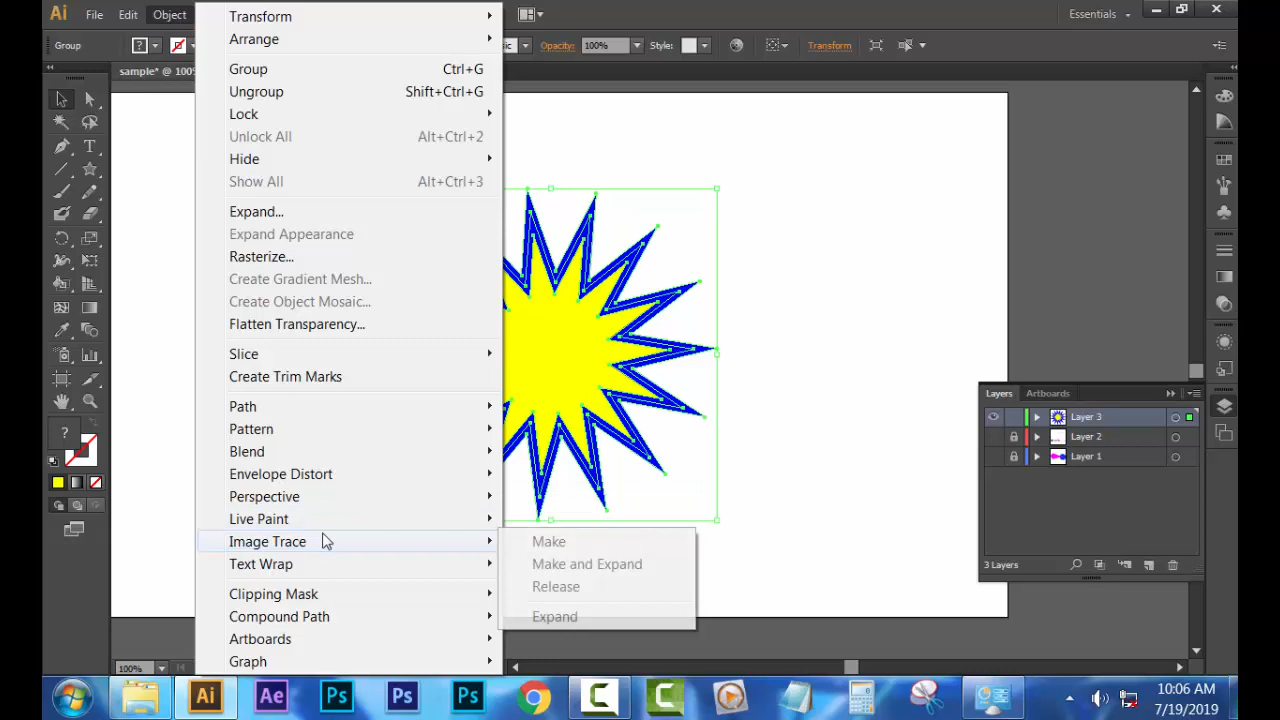 Ai File Edit Object Essentials
Group ? sic Opacity: 100% Style: Transform
sample* @ 100%
Transform
Arrange
Group Ctrl+G
Ungroup Shift+Ctrl+G
Lock
Unlock All Alt+Ctrl+2
Hide
Show All Alt+Ctrl+3
Expand...
Expand Appearance
Rasterize...
Create Gradient Mesh...
Create Object Mosaic...
Flatten Transparency...
Slice
Create Trim Marks
Path
Pattern
Blend
Envelope Distort
Perspective
Live Paint
Image Trace
Text Wrap
Clipping Mask
Compound Path
Artboards
Graph
Make
Make and Expand
Release
Expand
T
?
Layers Artboards
Layer 3
Layer 2
Layer 1
3 Layers
100%
Ai Ae Ps Ps Ps C C
10:06 AM
7/19/2019